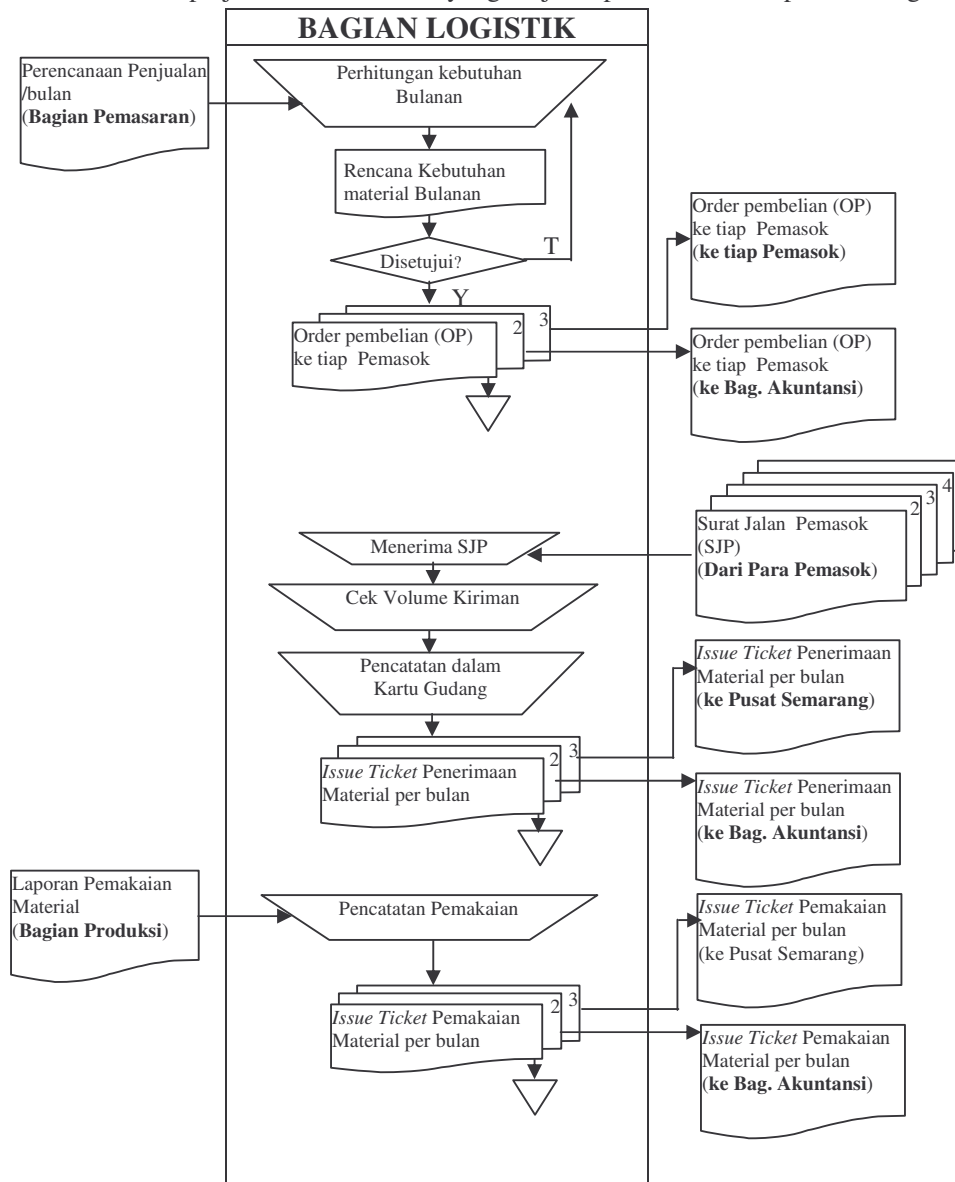 BAGIAN LOGISTIK
Perencanaan Penjualan
/bulan
(Bagian Pemasaran)
Perhitungan kebutuhan
Bulanan
Rencana Kebutuhan
material Bulanan
Disetujui?
T
Y
Order pembelian (OP)
ke tiap Pemasok
2
3
Order pembelian (OP)
ke tiap Pemasok
(ke tiap Pemasok)
Order pembelian (OP)
ke tiap Pemasok
(ke Bag. Akuntansi)
Surat Jalan Pemasok
(SJP)
(Dari Para Pemasok)
2
3
4
Menerima SJP
Cek Volume Kiriman
Pencatatan dalam
Kartu Gudang
Issue Ticket Penerimaan
Material per bulan
2
3
Issue Ticket Penerimaan
Material per bulan
(ke Pusat Semarang)
Issue Ticket Penerimaan
Material per bulan
(ke Bag. Akuntansi)
Laporan Pemakaian
Material
(Bagian Produksi)
Pencatatan Pemakaian
Issue Ticket Pemakaian
Material per bulan
2
3
Issue Ticket Pemakaian
Material per bulan
(ke Pusat Semarang)
Issue Ticket Pemakaian
Material per bulan
(ke Bag. Akuntansi)